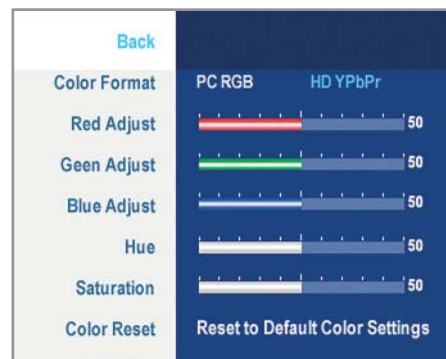 Back
Color Format PC RGB HD YPbPr
Red Adjust 50
Geen Adjust 50
Blue Adjust 50
Hue 50
Saturation 50
Color Reset Reset to Default Color Settings